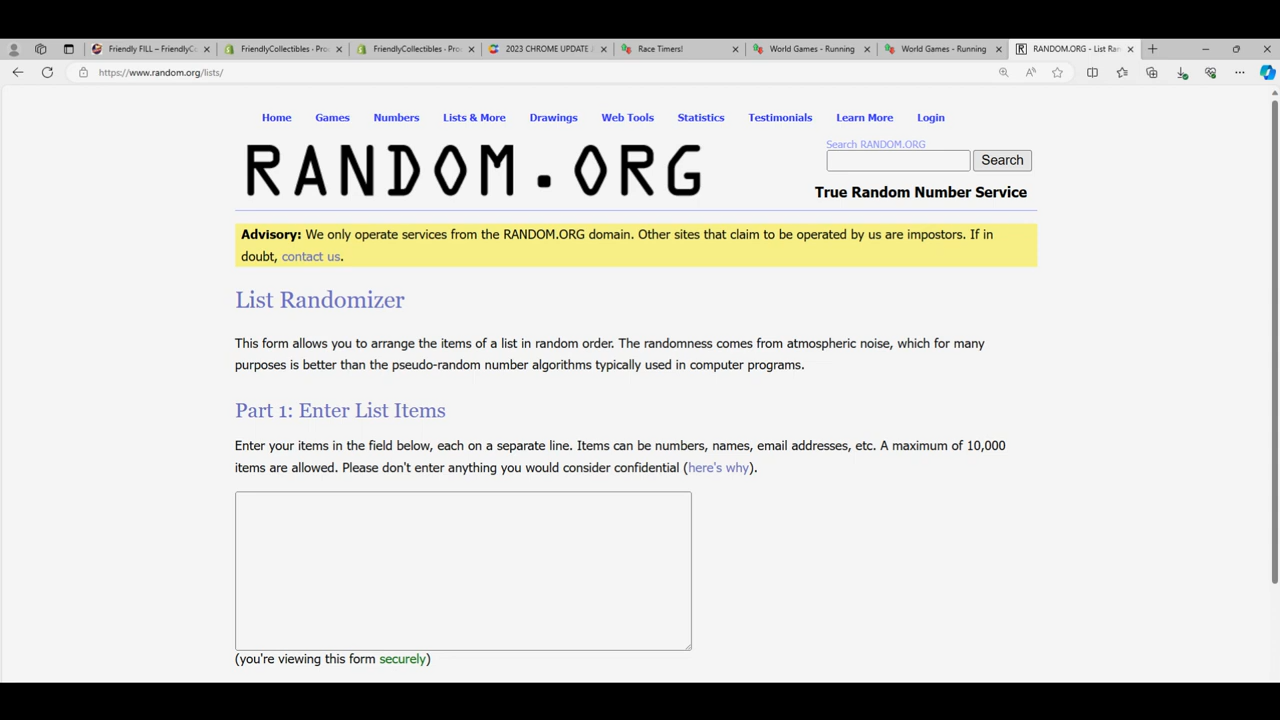 Friendly FILL – FriendlyC
FriendlyCollectibles · Pro
FriendlyCollectibles · Pro
2023 CHROME UPDATE
Race Timers!
World Games - Running
World Games - Running
RANDOM.ORG - List Ran
https://www.random.org/lists/
Home Games Numbers Lists & More Drawings Web Tools Statistics Testimonials Learn More Login
RANDOM.ORG
Search RANDOM.ORG
Search
True Random Number Service
Advisory: We only operate services from the RANDOM.ORG domain. Other sites that claim to be operated by us are impostors. If in
doubt, contact us.
List Randomizer
This form allows you to arrange the items of a list in random order. The randomness comes from atmospheric noise, which for many
purposes is better than the pseudo-random number algorithms typically used in computer programs.
Part 1: Enter List Items
Enter your items in the field below, each on a separate line. Items can be numbers, names, email addresses, etc. A maximum of 10,000
items are allowed. Please don't enter anything you would consider confidential (here's why).
(you're viewing this form securely)